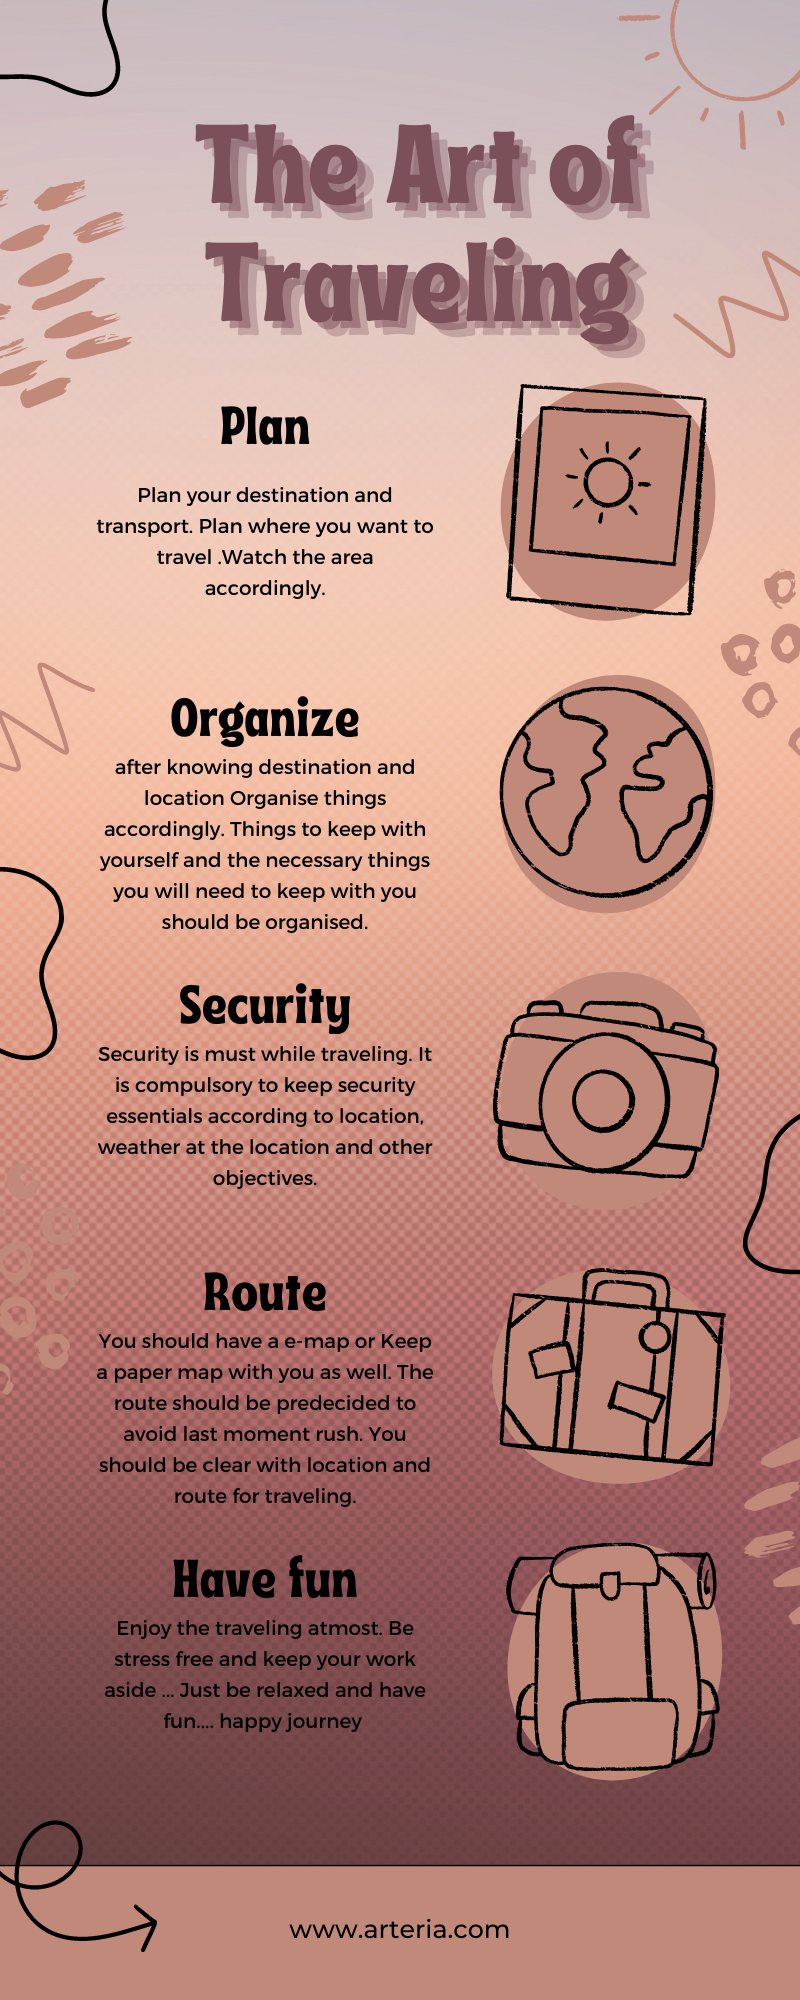 The Art of
Traveling
Plan
Plan your destination and
transport. Plan where you want to
travel .Watch the area
accordingly.
Organize
after knowing destination and
location Organise things
accordingly. Things to keep with
yourself and the necessary things
you will need to keep with you
should be organised.
Security
Security is must while traveling. It
is compulsory to keep security
essentials according to location,
weather at the location and other
objectives.
Route
You should have a e-map or Keep
a paper map with you as well. The
route should be predecided to
avoid last moment rush. You
should be clear with location and
route for traveling.
Have fun
Enjoy the traveling atmost. Be
stress free and keep your work
aside ... Just be relaxed and have
fun.... happy journey
www.arteria.com